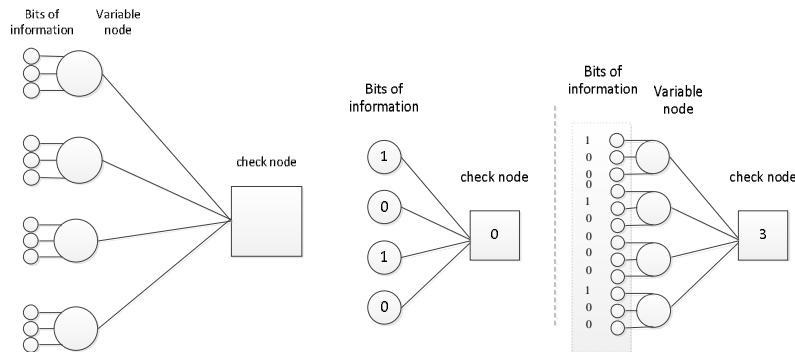 Bits of
information
Variable
node
check node
Bits of
information
1
0
1
0
check node
0
Bits of
information
Variable
node
1
0
0
0
1
0
0
0
0
1
0
0
check node
3